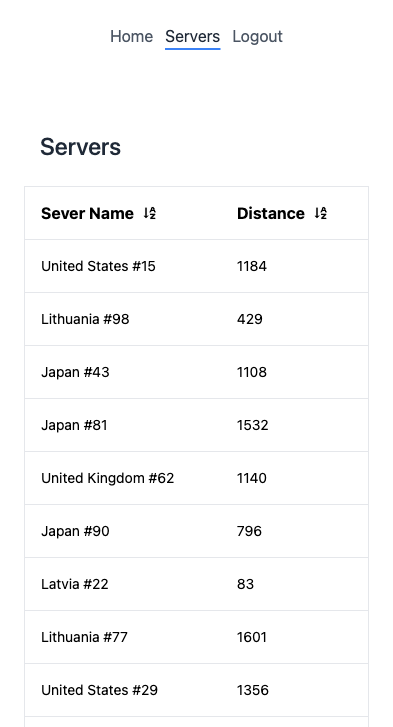 Home Servers Logout
Servers
Sever Name Distance
United States #15 1184
Lithuania #98 429
Japan #43 1108
Japan #81 1532
United Kingdom #62 1140
Japan #90 796
Latvia #22 83
Lithuania #77 1601
United States #29 1356